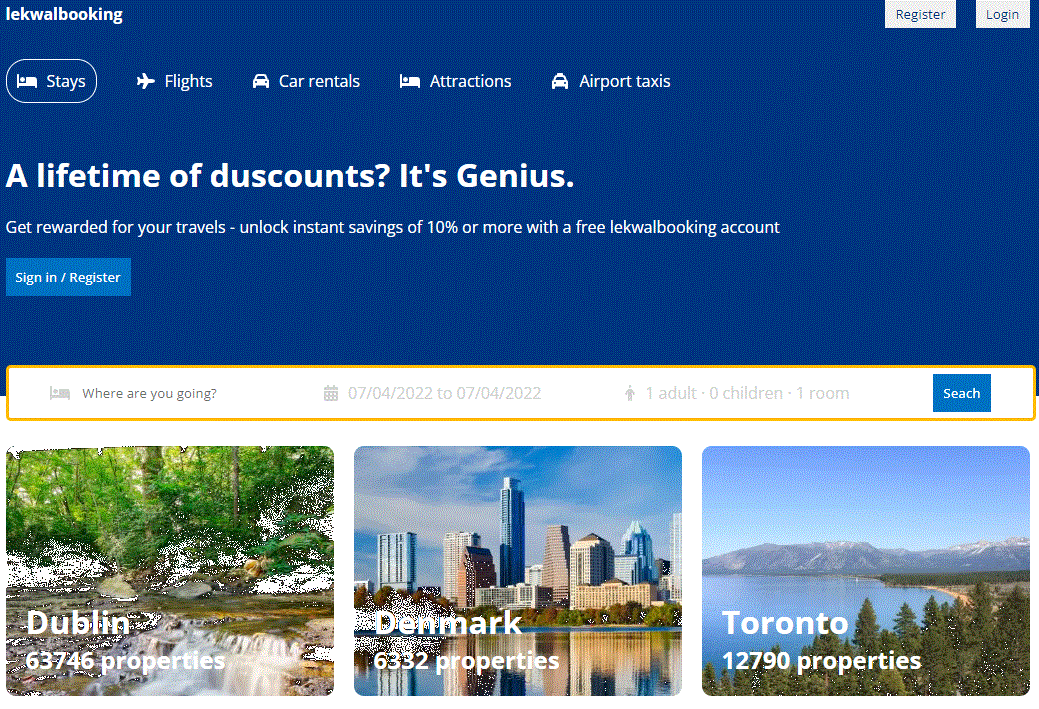 lekwalbooking
Register
Login
Stays
Flights
Car rentals
Attractions
Airport taxis
A lifetime of duscounts? It's Genius.
Get rewarded for your travels - unlock instant savings of 10% or more with a free lekwalbooking account
Sign in / Register
Where are you going?
07/04/2022 to 07/04/2022
1 adult · 0 children · 1 room
Seach
Dublin
63746 properties
Denmark
6332 properties
Toronto
12790 properties